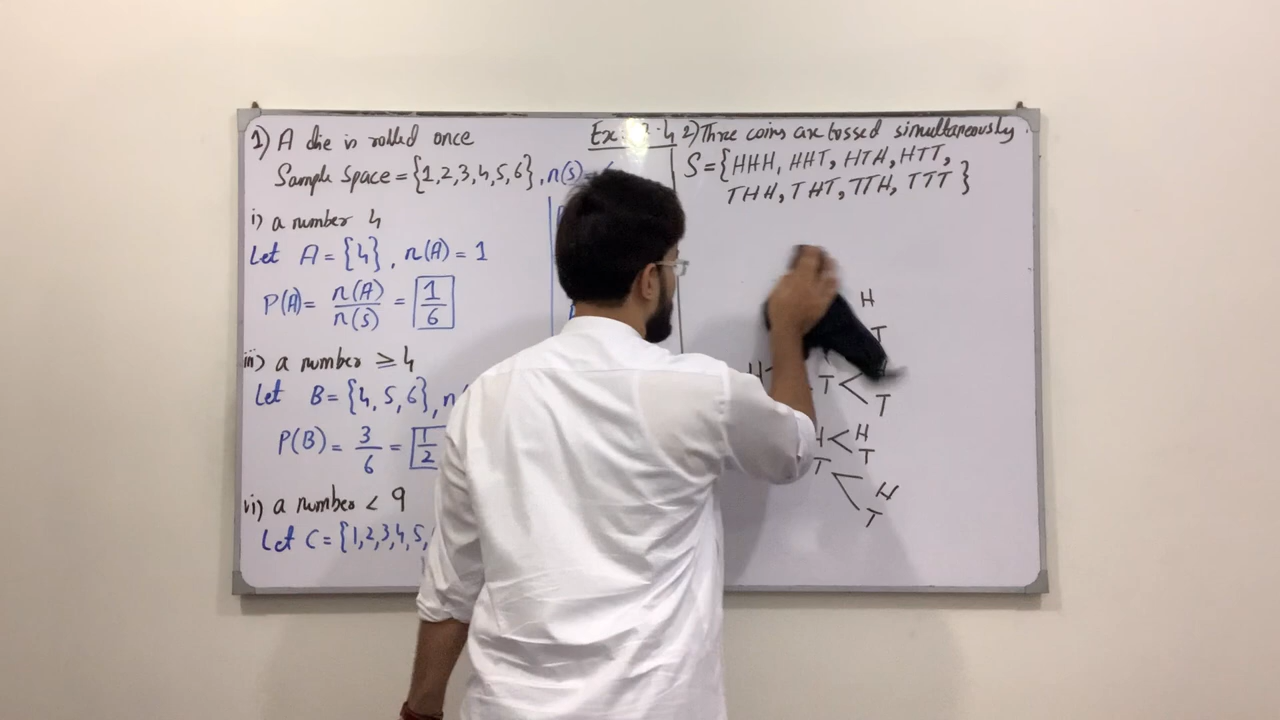 1) A die is rolled once
Sample Space = {1,2,3,4,5,6}, n(S)=
i) a number 4
Let A = {4}, n(A) = 1
P(A) = n(A)/n(S) = 1/6
iii) a number ≥ 4
Let B = {4, 5, 6},
P(B) = 3/6 = 1/2
vi) a number < 9
Let C = {1,2,3,4,5,
Ex:
2) Three coins are tossed simultaneously.
S = {HHH, HHT, HTH, HTT,
THH, THT, TTH, TTT}
H
T
H
T < T
H < H
T
T
H
T